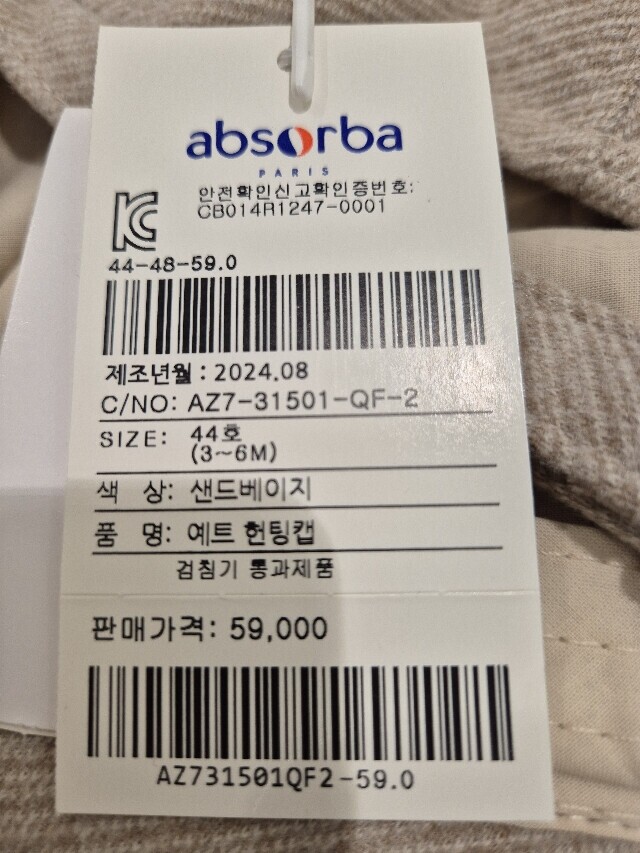 absorba
PARIS
안전확인신고확인증번호:
CB014R1247-0001
44-48-59.0
제조년월 : 2024.08
C/NO: AZ7-31501-QF-2
SIZE: 44호
(3~6M)
색 상: 샌드베이지
품 명: 예트 헌팅캡
검침기 통과제품
판매가격: 59,000
AZ731501QF2-59.0